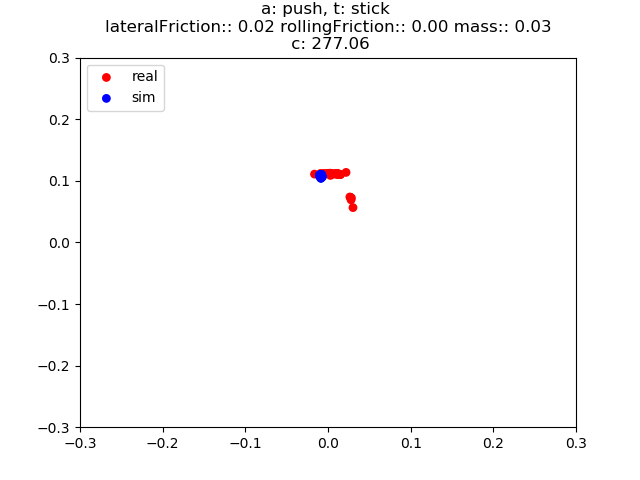 a: push, t: stick
lateralFriction:: 0.02 rollingFriction:: 0.00 mass:: 0.03
c: 277.06
real
sim
0.3
0.2
0.1
0.0
−0.1
−0.2
−0.3
−0.3
−0.2
−0.1
0.0
0.1
0.2
0.3